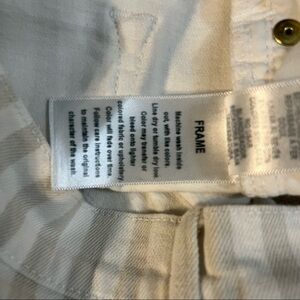 FRAME
Machine wash inside
out, with like colors.
Line dry or tumble dry low.
Color may transfer or
bleed onto lighter
colored fabric or upholstery.
Color will fade over time
Follow care instructions
to maintain the original
character of the wash.